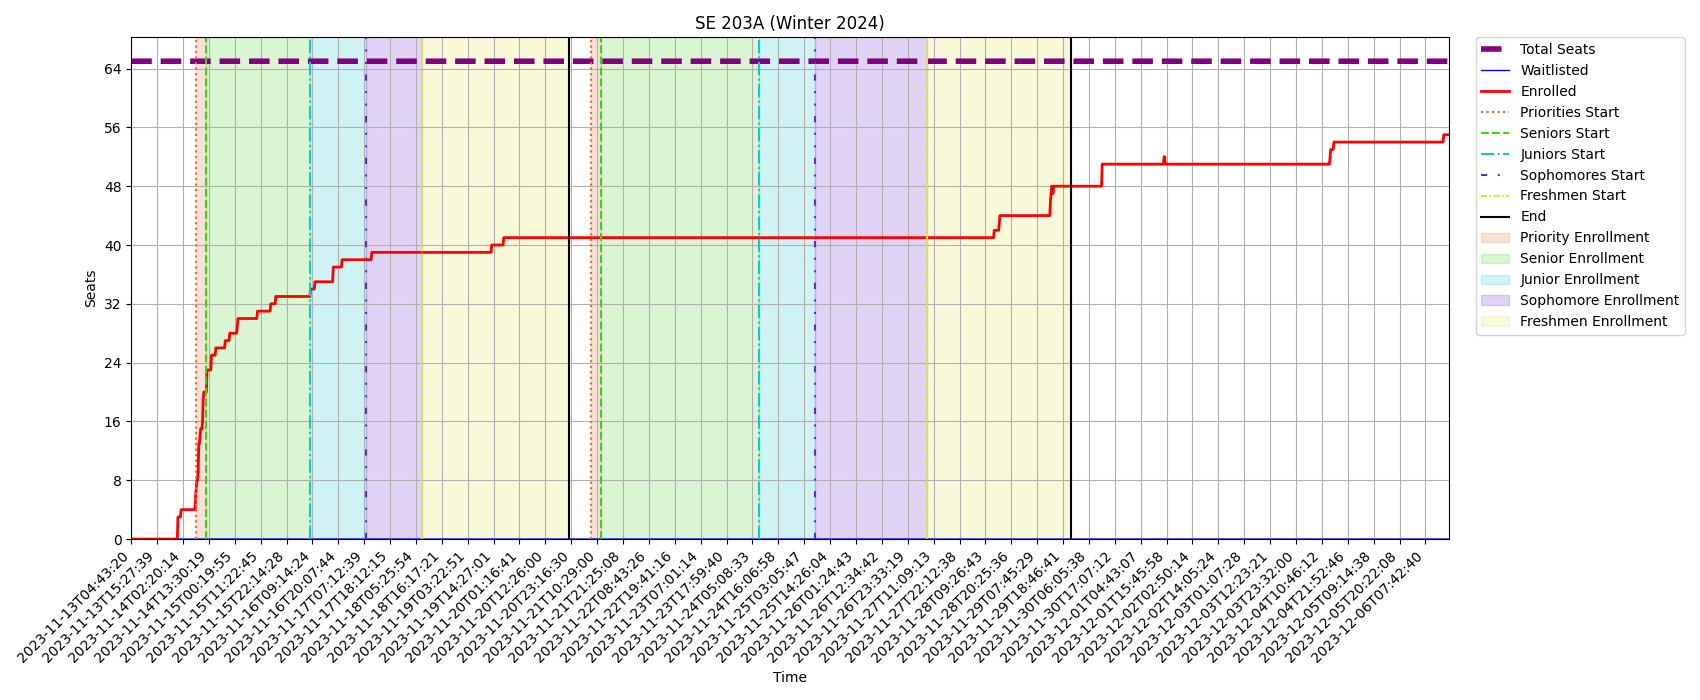 SE 203A (Winter 2024)
Seats
64
56
48
40
32
24
16
8
0
2023-11-13T04:43:20
2023-11-13T15:27:39
2023-11-14T02:20:14
2023-11-14T13:30:19
2023-11-15T00:19:55
2023-11-15T11:22:45
2023-11-15T22:14:28
2023-11-16T09:14:24
2023-11-16T20:07:44
2023-11-17T07:12:39
2023-11-17T18:12:15
2023-11-18T05:25:54
2023-11-18T16:17:21
2023-11-19T03:22:51
2023-11-19T14:27:01
2023-11-20T01:16:41
2023-11-20T12:26:00
2023-11-20T23:16:30
2023-11-21T10:29:00
2023-11-21T21:25:08
2023-11-22T08:43:26
2023-11-22T19:41:16
2023-11-23T07:01:14
2023-11-23T17:59:40
2023-11-24T05:08:33
2023-11-24T16:06:58
2023-11-25T03:05:47
2023-11-25T14:26:04
2023-11-26T01:24:43
2023-11-26T12:34:42
2023-11-26T23:33:19
2023-11-27T11:09:13
2023-11-27T22:12:38
2023-11-28T09:26:43
2023-11-28T20:25:36
2023-11-29T07:45:29
2023-11-29T18:46:41
2023-11-30T06:05:38
2023-11-30T17:07:12
2023-12-01T04:43:07
2023-12-01T15:45:58
2023-12-02T02:50:14
2023-12-02T14:05:24
2023-12-03T01:07:28
2023-12-03T12:23:21
2023-12-03T23:32:00
2023-12-04T10:46:12
2023-12-04T21:52:46
2023-12-05T09:14:38
2023-12-05T20:22:08
2023-12-06T07:42:40
Time
Total Seats
Waitlisted
Enrolled
Priorities Start
Seniors Start
Juniors Start
Sophomores Start
Freshmen Start
End
Priority Enrollment
Senior Enrollment
Junior Enrollment
Sophomore Enrollment
Freshmen Enrollment